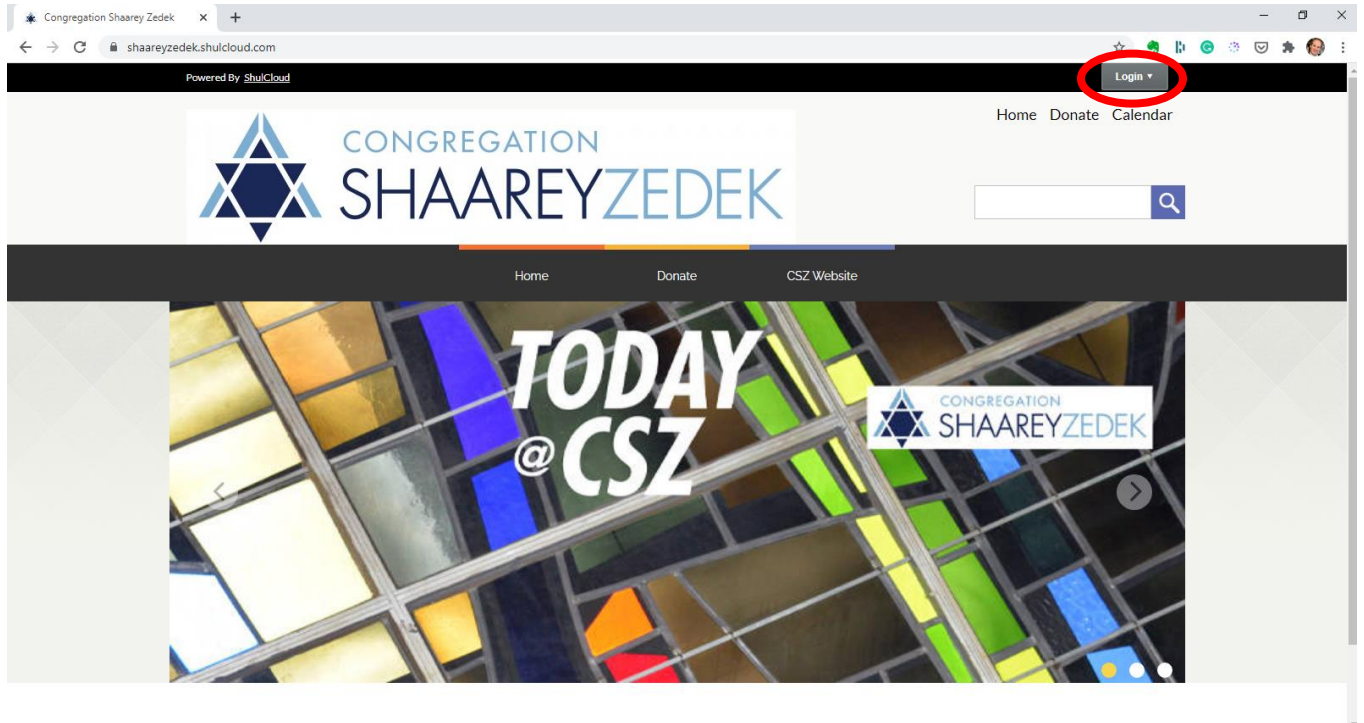 Congregation Shaarey Zedek
shaareyzedek.shulcloud.com
Powered By ShulCloud
Login
Home Donate Calendar
CONGREGATION
SHAAREYZEDEK
Home Donate CSZ Website
TODAY
@CSZ
CONGREGATION
SHAAREYZEDEK